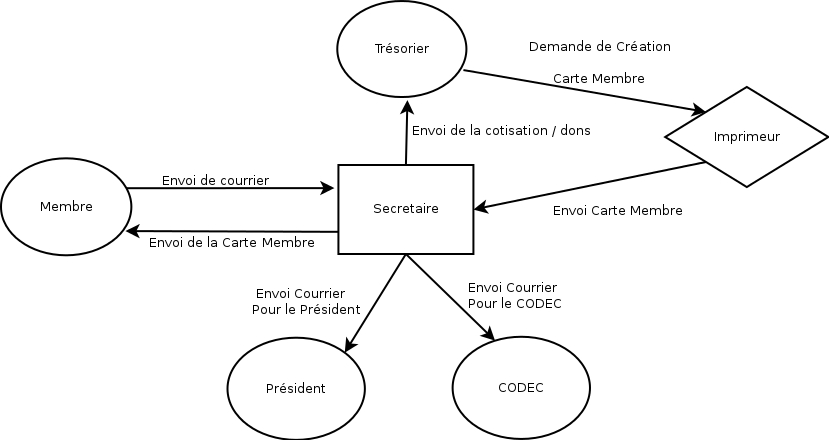 Trésorier
Demande de Création
Carte Membre
Envoi de la cotisation / dons
Imprimeur
Envoi de courrier
Membre
Secretaire
Envoi Carte Membre
Envoi de la Carte Membre
Envoi Courrier
Pour le Président
Envoi Courrier
Pour le CODEC
Président
CODEC